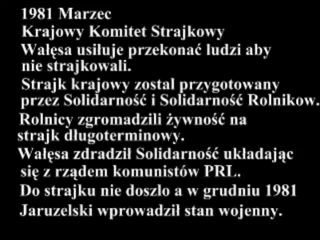 1981 Marzec
Krajowy Komitet Strajkowy
Wałęsa usiłuje przekonać ludzi aby
nie strajkowali.
Strajk krajowy zostal przygotowany
przez Solidarność i Solidarność Rolnikow.
Rolnicy zgromadzili żywność na
strajk długoterminowy.
Wałęsa zdradził Solidarność układając
się z rządem komunistów PRL.
Do strajku nie doszlo a w grudniu 1981
Jaruzelski wprowadził stan wojenny.